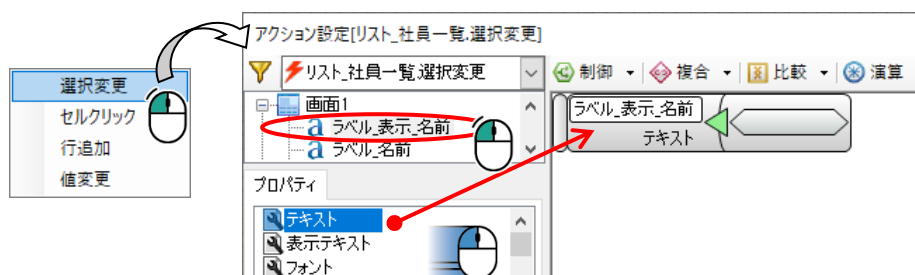 アクション設定[リスト_社員一覧.選択変更]
選択変更
セルクリック
行追加
値変更
リスト_社員一覧.選択変更
制御 複合 比較 演算
画面1
a ラベル_表示_名前
a ラベル_名前
プロパティ
テキスト
表示テキスト
フォント
ラベル_表示_名前
テキスト